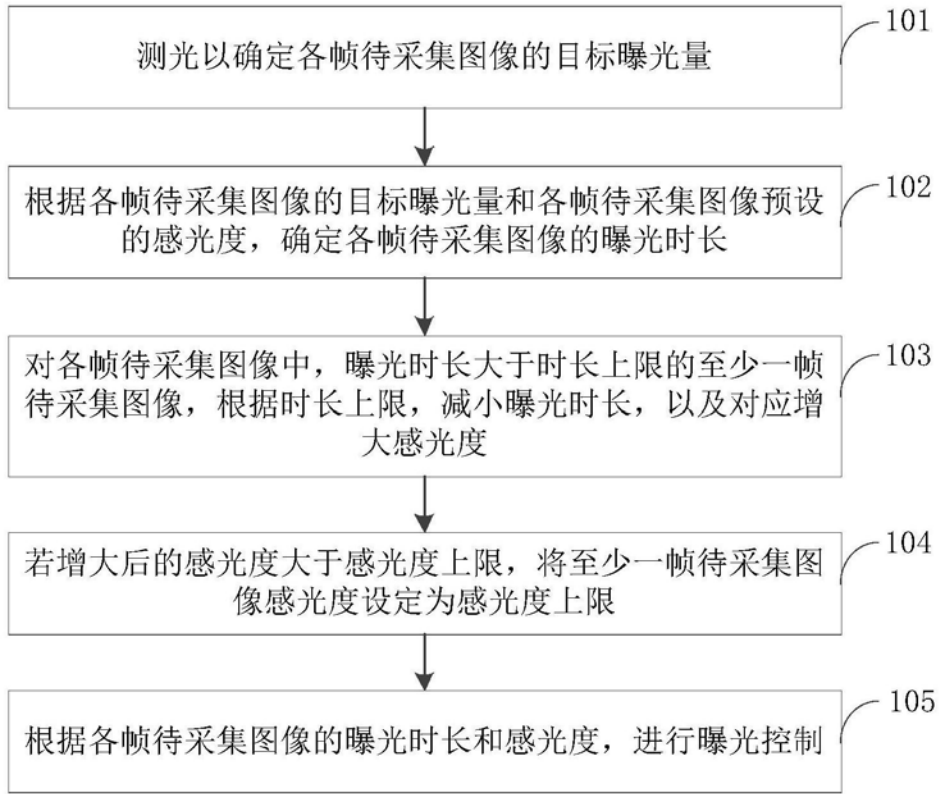 测光以确定各帧待采集图像的目标曝光量
101
根据各帧待采集图像的目标曝光量和各帧待采集图像预设
的感光度，确定各帧待采集图像的曝光时长
102
对各帧待采集图像中，曝光时长大于时长上限的至少一帧
待采集图像，根据时长上限，减小曝光时长，以及对应增
大感光度
103
若增大后的感光度大于感光度上限，将至少一帧待采集图
像感光度设定为感光度上限
104
根据各帧待采集图像的曝光时长和感光度，进行曝光控制
105